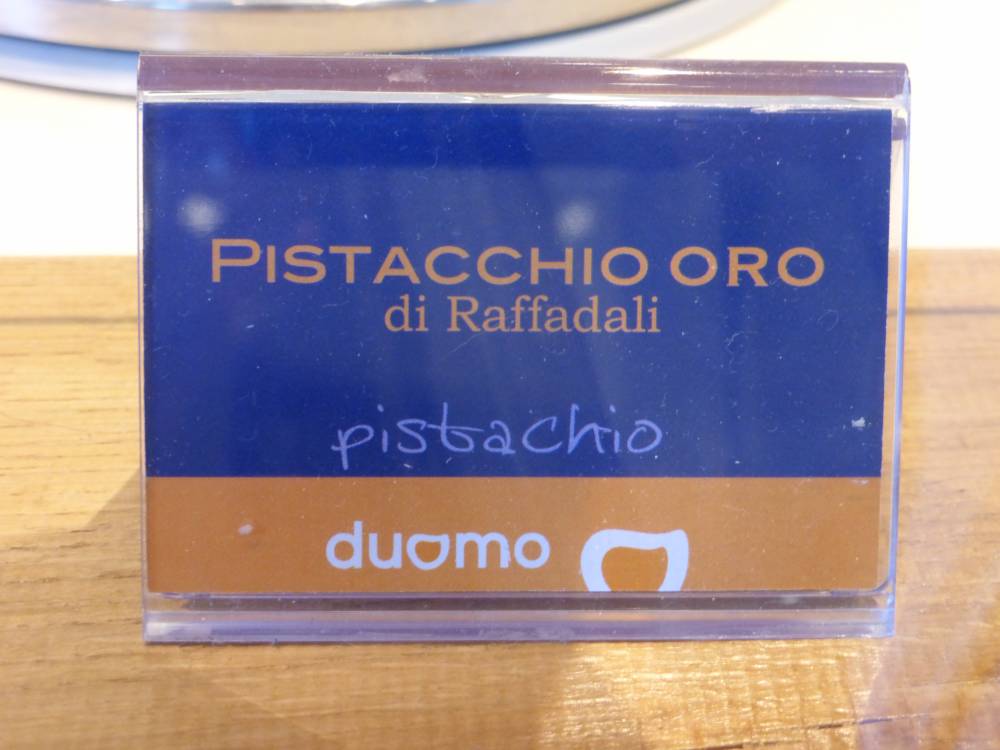 PISTACCHIO ORO
di Raffadali
pistachio
duomo